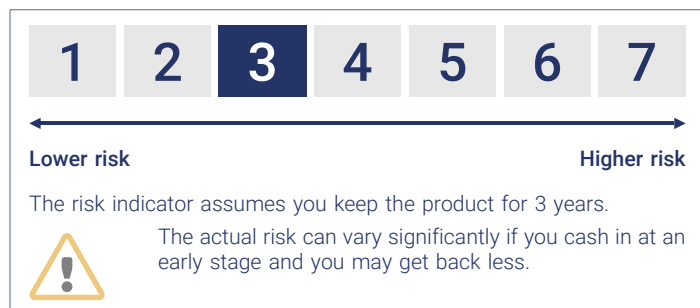 1 2 3 4 5 6 7
Lower risk Higher risk
The risk indicator assumes you keep the product for 3 years.
The actual risk can vary significantly if you cash in at an
early stage and you may get back less.